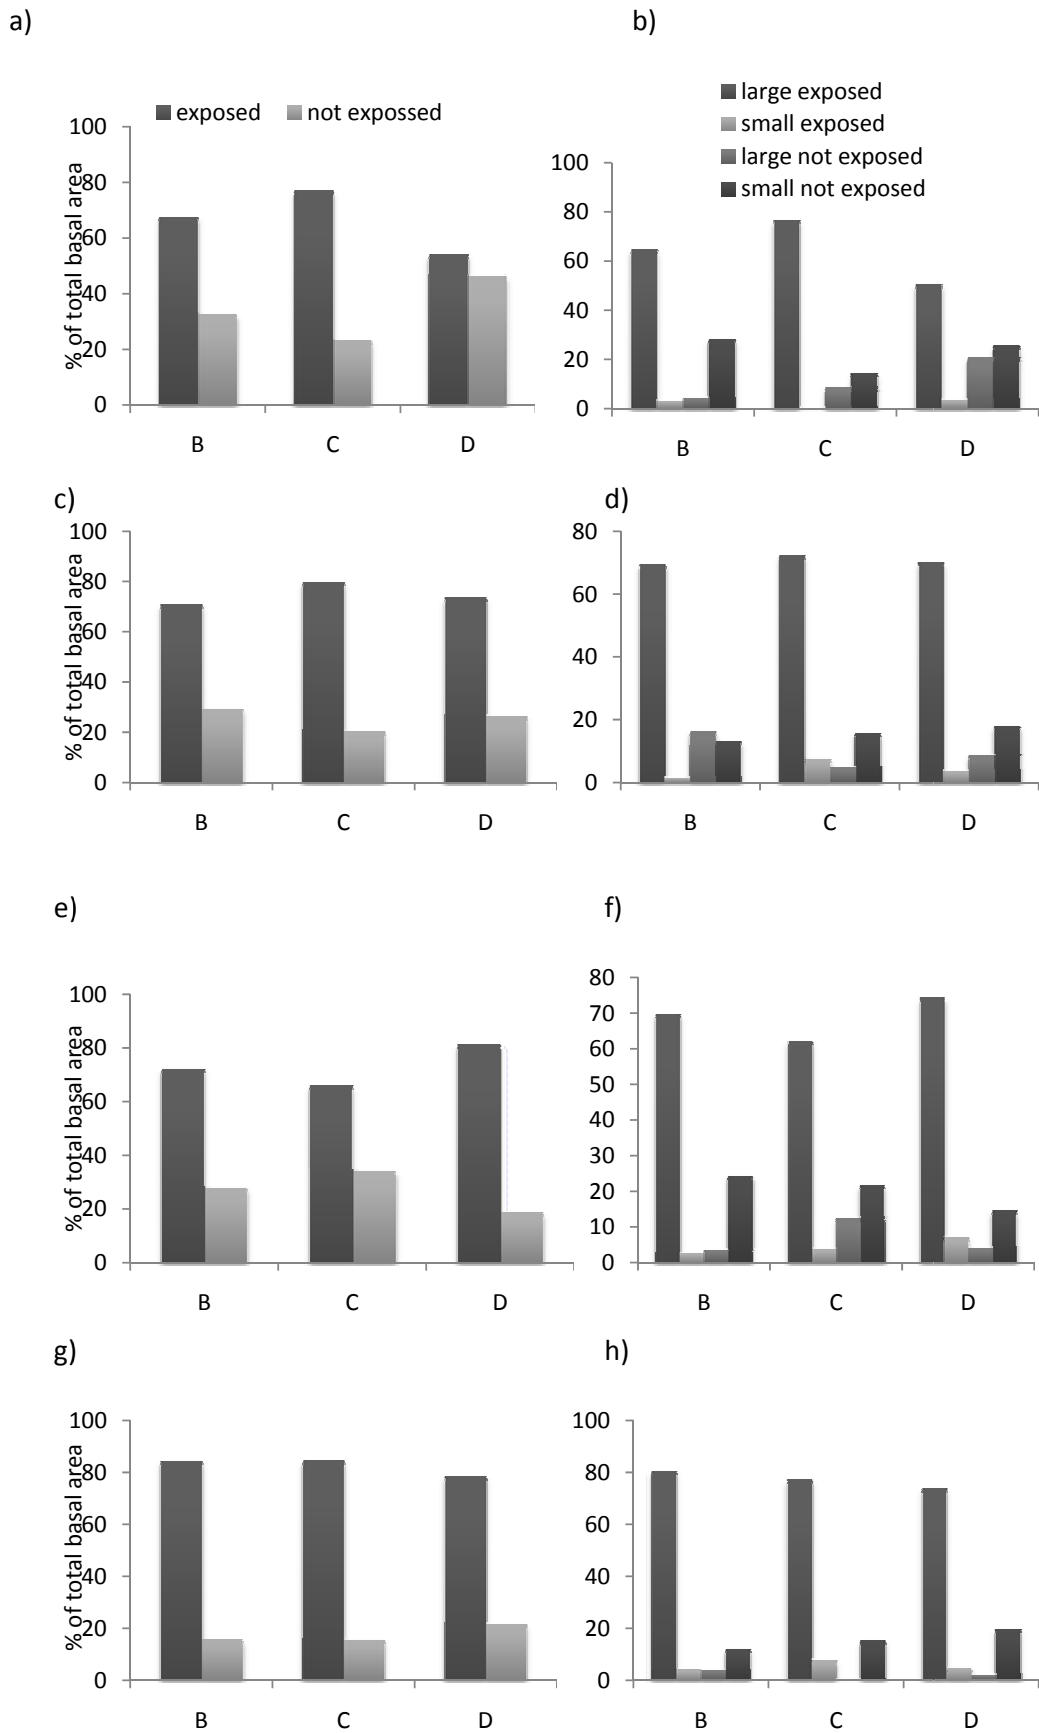 a)
b)
exposed
not expossed
large exposed
small exposed
large not exposed
small not exposed
% of total basal area
100
80
60
40
20
0
B C D
100
80
60
40
20
0
B C D
c)
d)
% of total basal area
100
80
60
40
20
0
B C D
80
60
40
20
0
B C D
e)
f)
% of total basal area
100
80
60
40
20
0
B C D
80
70
60
50
40
30
20
10
0
B C D
g)
h)
% of total basal area
100
80
60
40
20
0
B C D
100
80
60
40
20
0
B C D